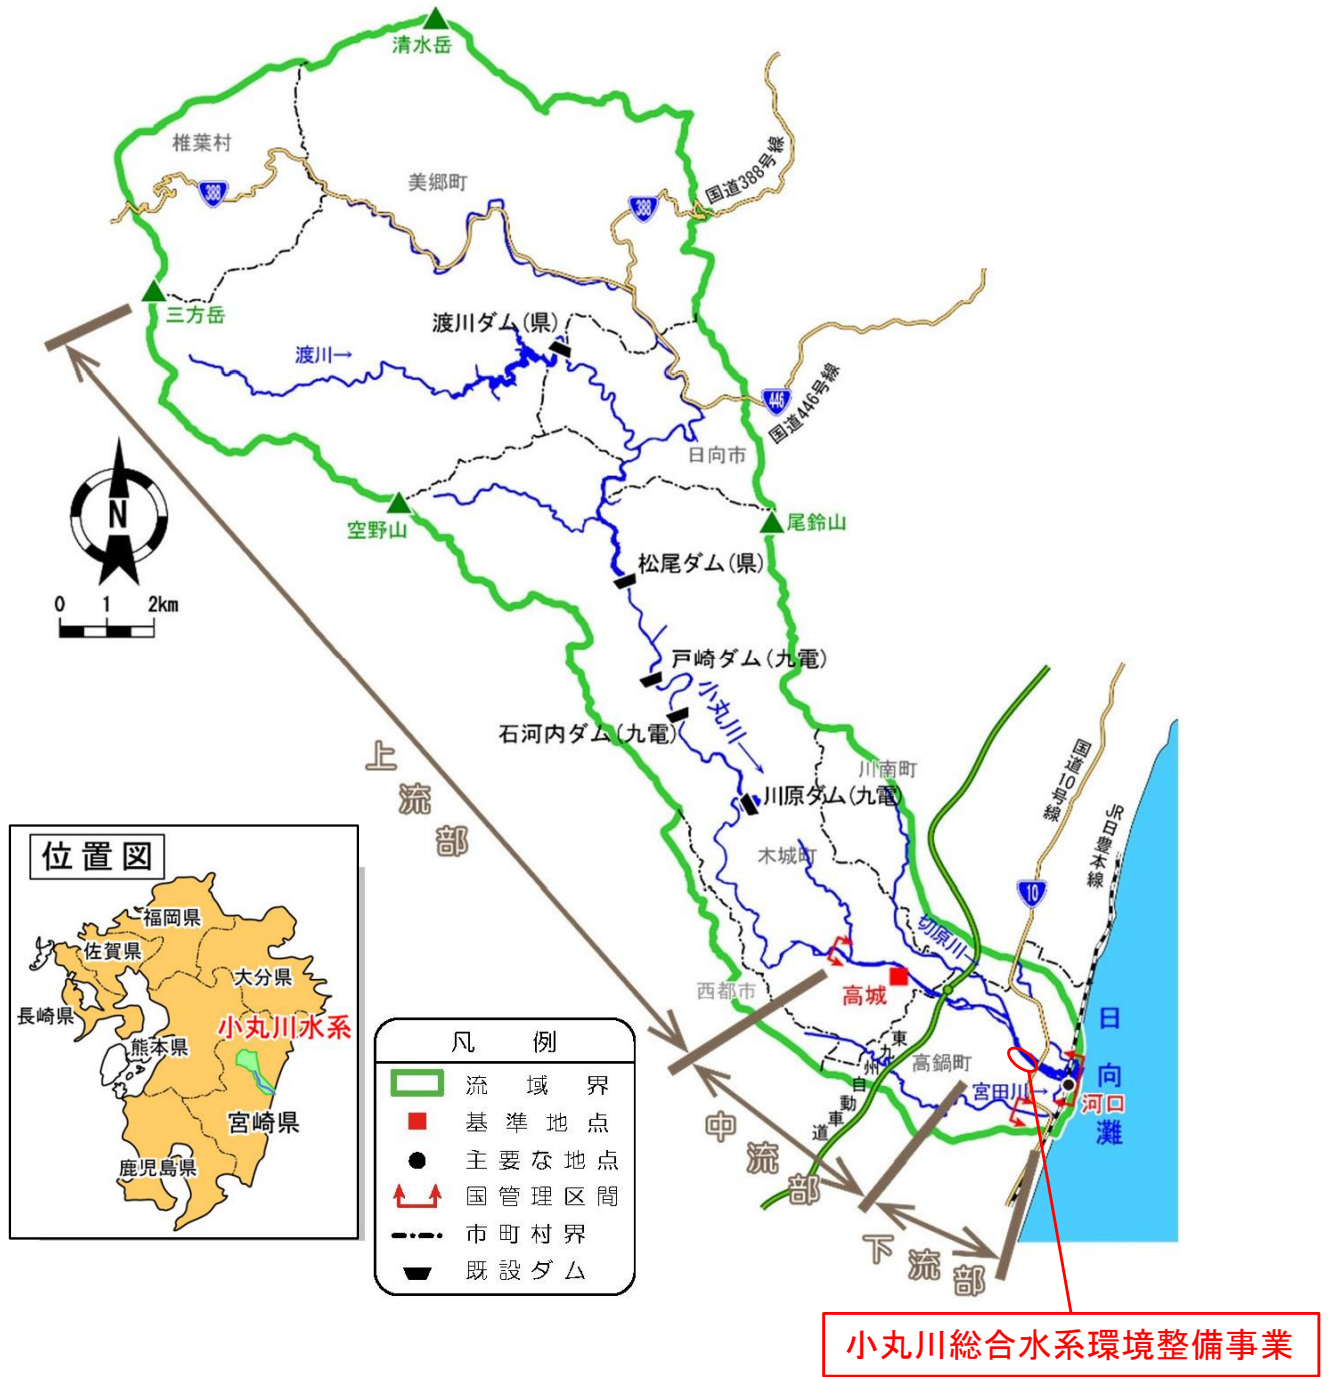 清水岳
椎葉村
美郷町
388
388
国道388号線
三方岳
渡川ダム(県)
渡川→
446
国道446号線
日向市
N
空野山
尾鈴山
0 1 2km
松尾ダム(県)
戸崎ダム(九電)
小丸川→
石河内ダム(九電)
川南町
川原ダム(九電)
国道10号線
JR日豊本線
上流部
木城町
10
切原川→
西都市
高城
日向灘
東九州自動車道
高鍋町
宮田川→
河口
中流部
下流部
位置図
福岡県
佐賀県
大分県
長崎県
熊本県
小丸川水系
宮崎県
鹿児島県
凡例
流域界
基準地点
主要な地点
国管理区間
市町村界
既設ダム
小丸川総合水系環境整備事業